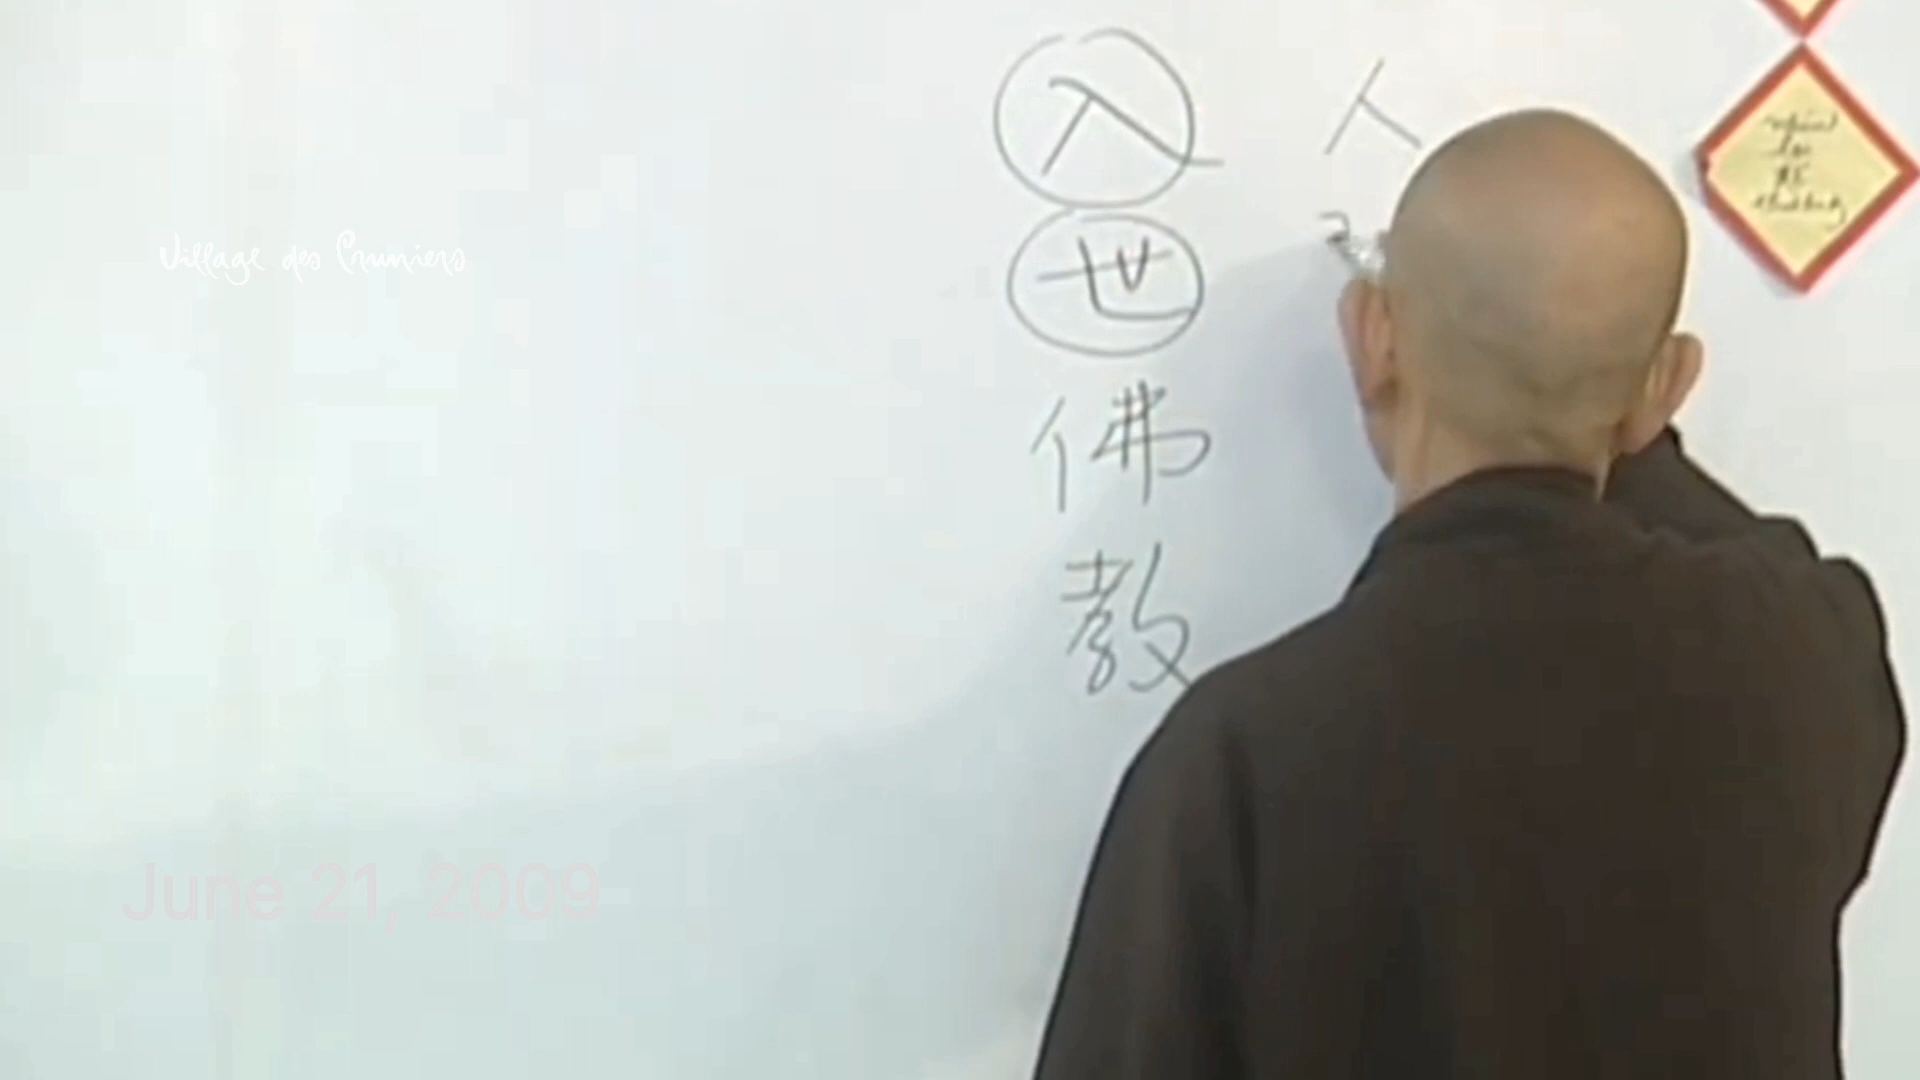 入
世
佛
教
人
Village des Pruniers
June 21, 2009